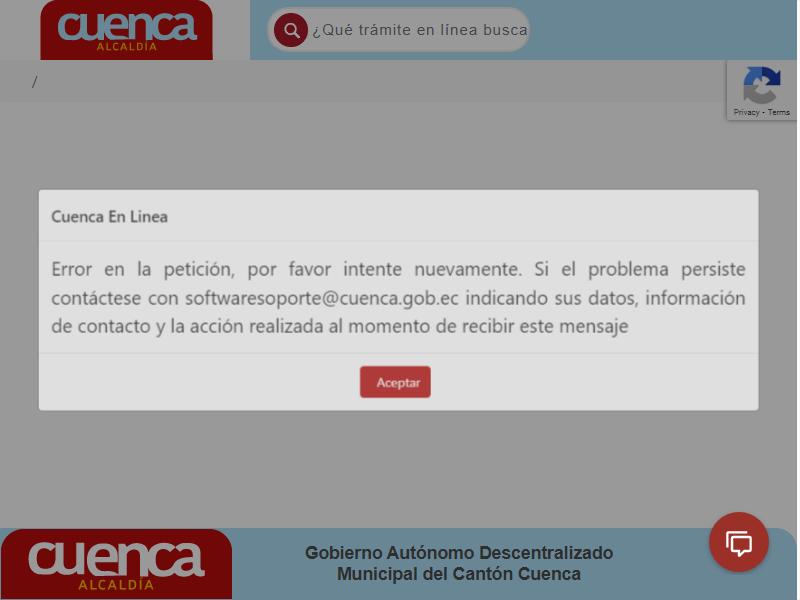 cuenca
ALCALDÍA
¿Qué trámite en línea busca
/
Privacy - Terms
Cuenca En Linea
Error en la petición, por favor intente nuevamente. Si el problema persiste
contáctese con softwaresoporte@cuenca.gob.ec indicando sus datos, información
de contacto y la acción realizada al momento de recibir este mensaje
Aceptar
cuenca
ALCALDÍA
Gobierno Autónomo Descentralizado
Municipal del Cantón Cuenca